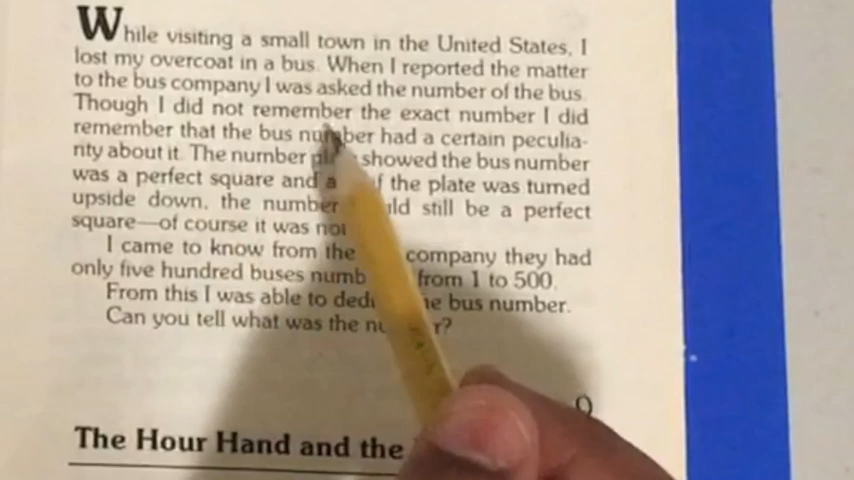 While visiting a small town in the United States, I
lost my overcoat in a bus. When I reported the matter
to the bus company I was asked the number of the bus.
Though I did not remember the exact number I did
remember that the bus number had a certain peculia-
rity about it. The number showed the bus number
was a perfect square and the plate was turned
upside down, the number still be a perfect
square—of course it was not
I came to know from the company they had
only five hundred buses from 1 to 500.
From this I was able to bus number.
Can you tell what was the
The Hour Hand and the